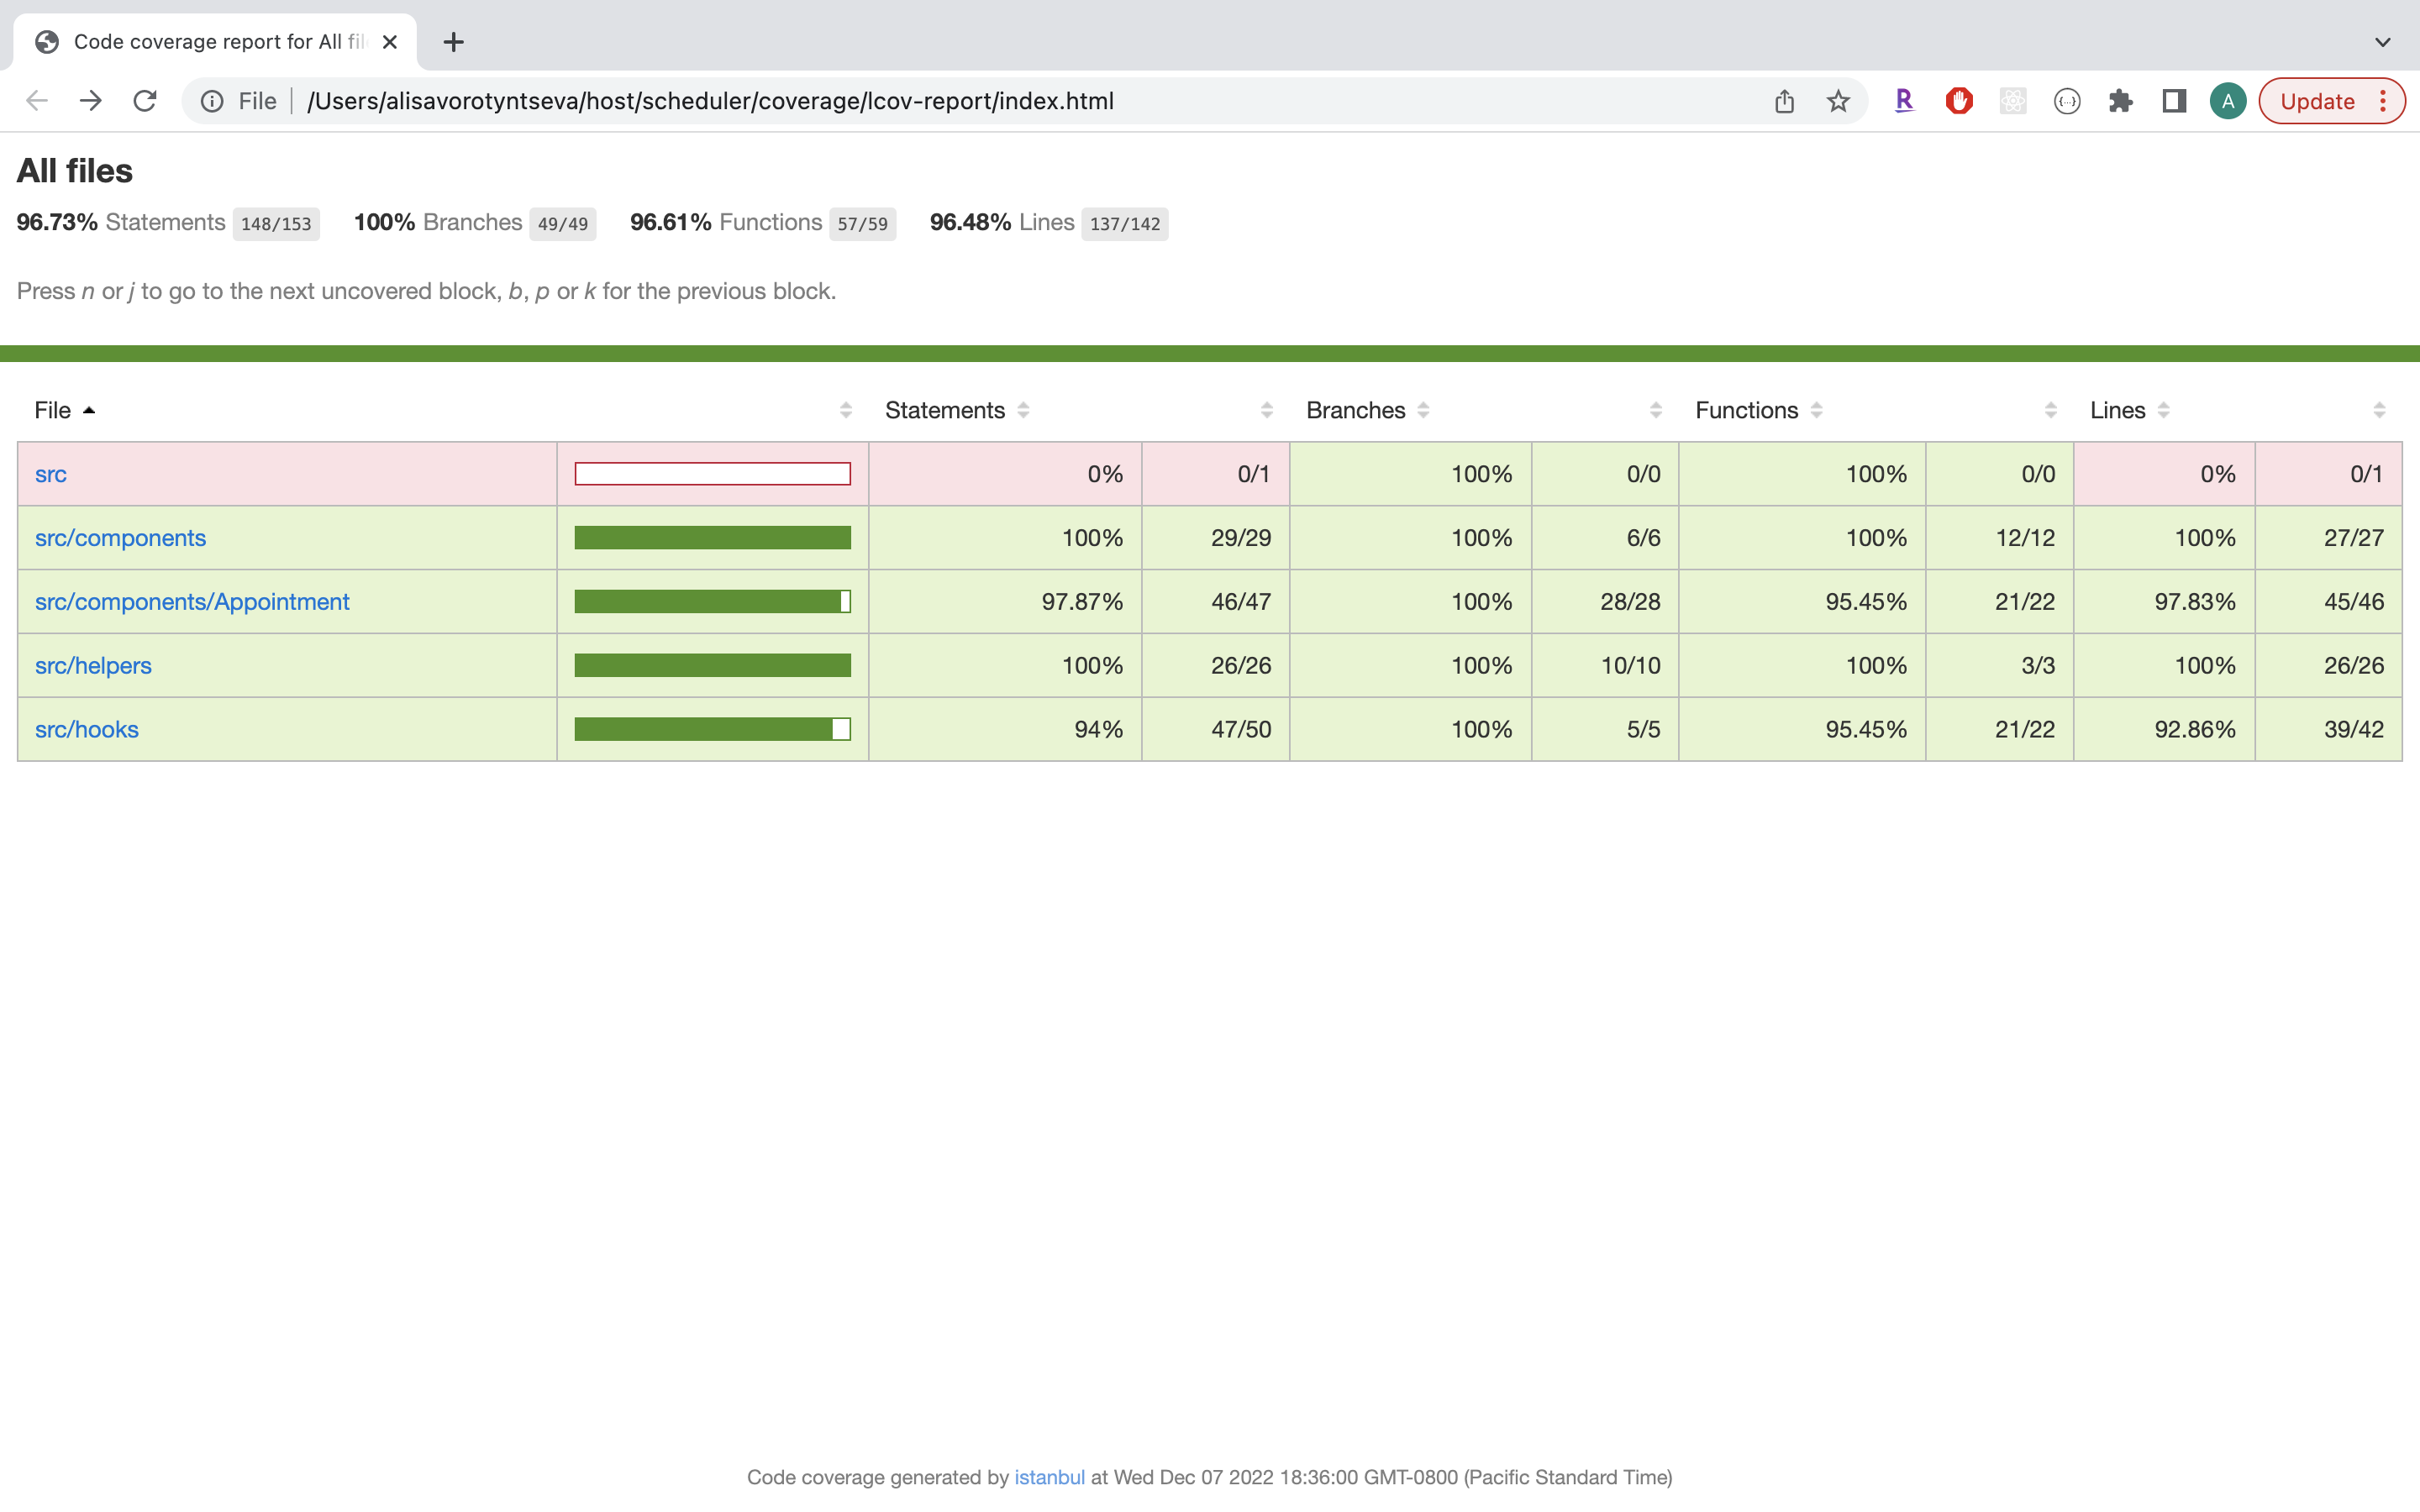 Code coverage report for All fil
File /Users/alisavorotyntseva/host/scheduler/coverage/lcov-report/index.html R A Update
All files
96.73% Statements 148/153 100% Branches 49/49 96.61% Functions 57/59 96.48% Lines 137/142
Press n or j to go to the next uncovered block, b, p or k for the previous block.
File Statements Branches Functions Lines
src 0% 0/1 100% 0/0 100% 0/0 0% 0/1
src/components 100% 29/29 100% 6/6 100% 12/12 100% 27/27
src/components/Appointment 97.87% 46/47 100% 28/28 95.45% 21/22 97.83% 45/46
src/helpers 100% 26/26 100% 10/10 100% 3/3 100% 26/26
src/hooks 94% 47/50 100% 5/5 95.45% 21/22 92.86% 39/42
Code coverage generated by istanbul at Wed Dec 07 2022 18:36:00 GMT-0800 (Pacific Standard Time)